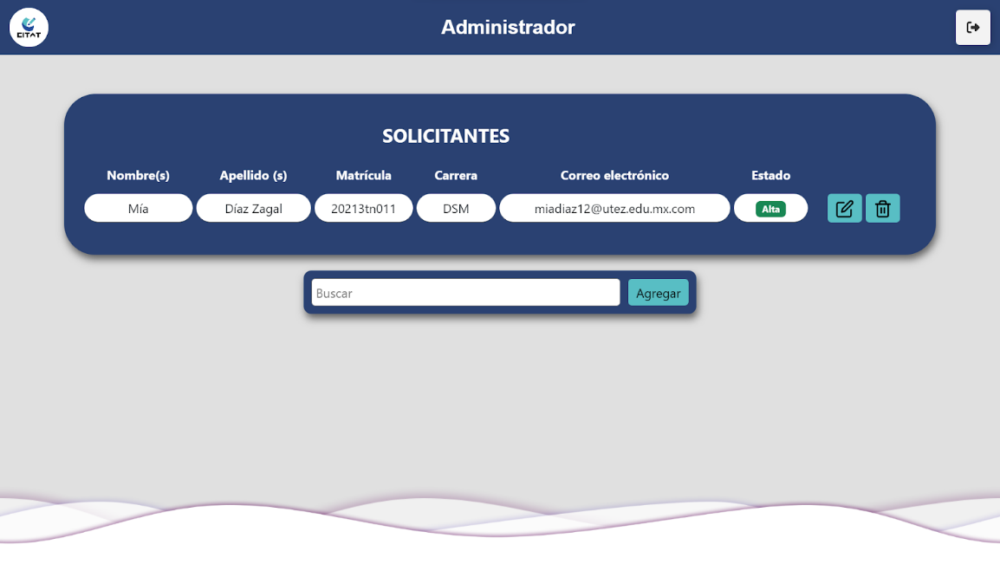 CITAT
Administrador
SOLICITANTES
Nombre(s) Apellido (s) Matrícula Carrera Correo electrónico Estado
Mía Díaz Zagal 20213tn011 DSM miadiaz12@utez.edu.mx.com Alta
Buscar Agregar